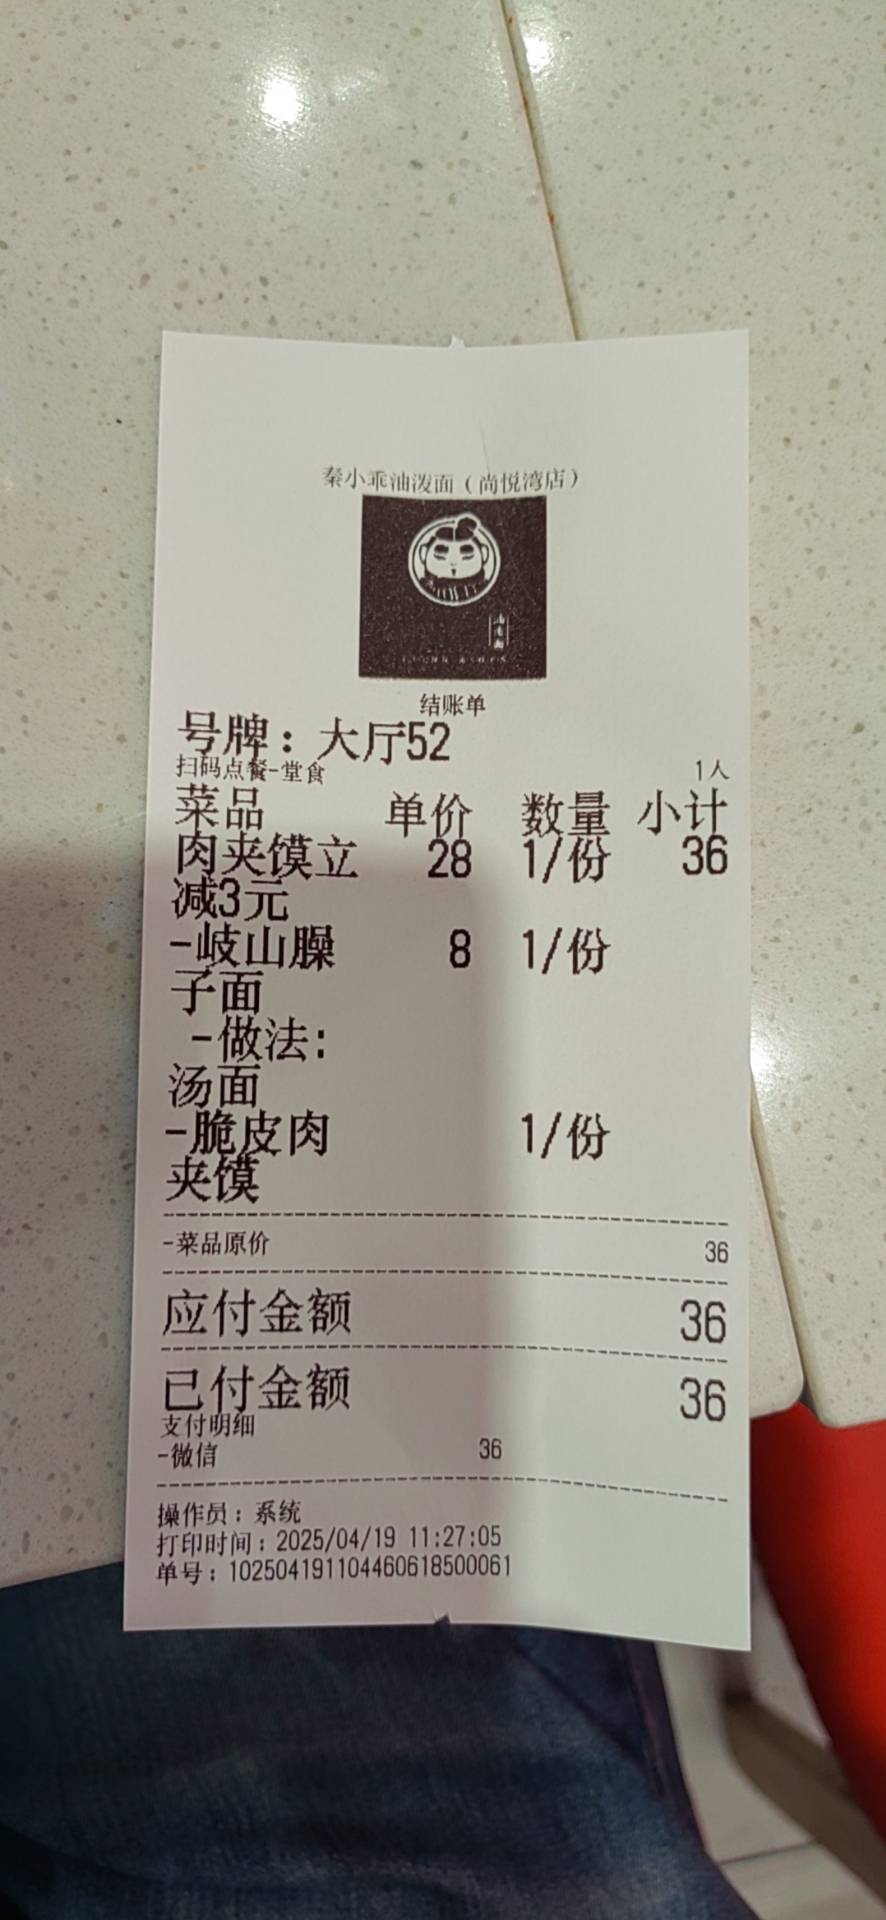 秦小乖油泼面（尚悦湾店）
结账单
号牌：大厅52
扫码点餐-堂食 1人
菜品 单价 数量 小计
肉夹馍立 28 1/份 36
减3元
-岐山臊 8 1/份
子面
-做法:
汤面
-脆皮肉 1/份
夹馍
-菜品原价 36
应付金额 36
已付金额 36
支付明细
-微信 36
操作员：系统
打印时间：2025/04/19 11:27:05
单号：102504191104460618500061